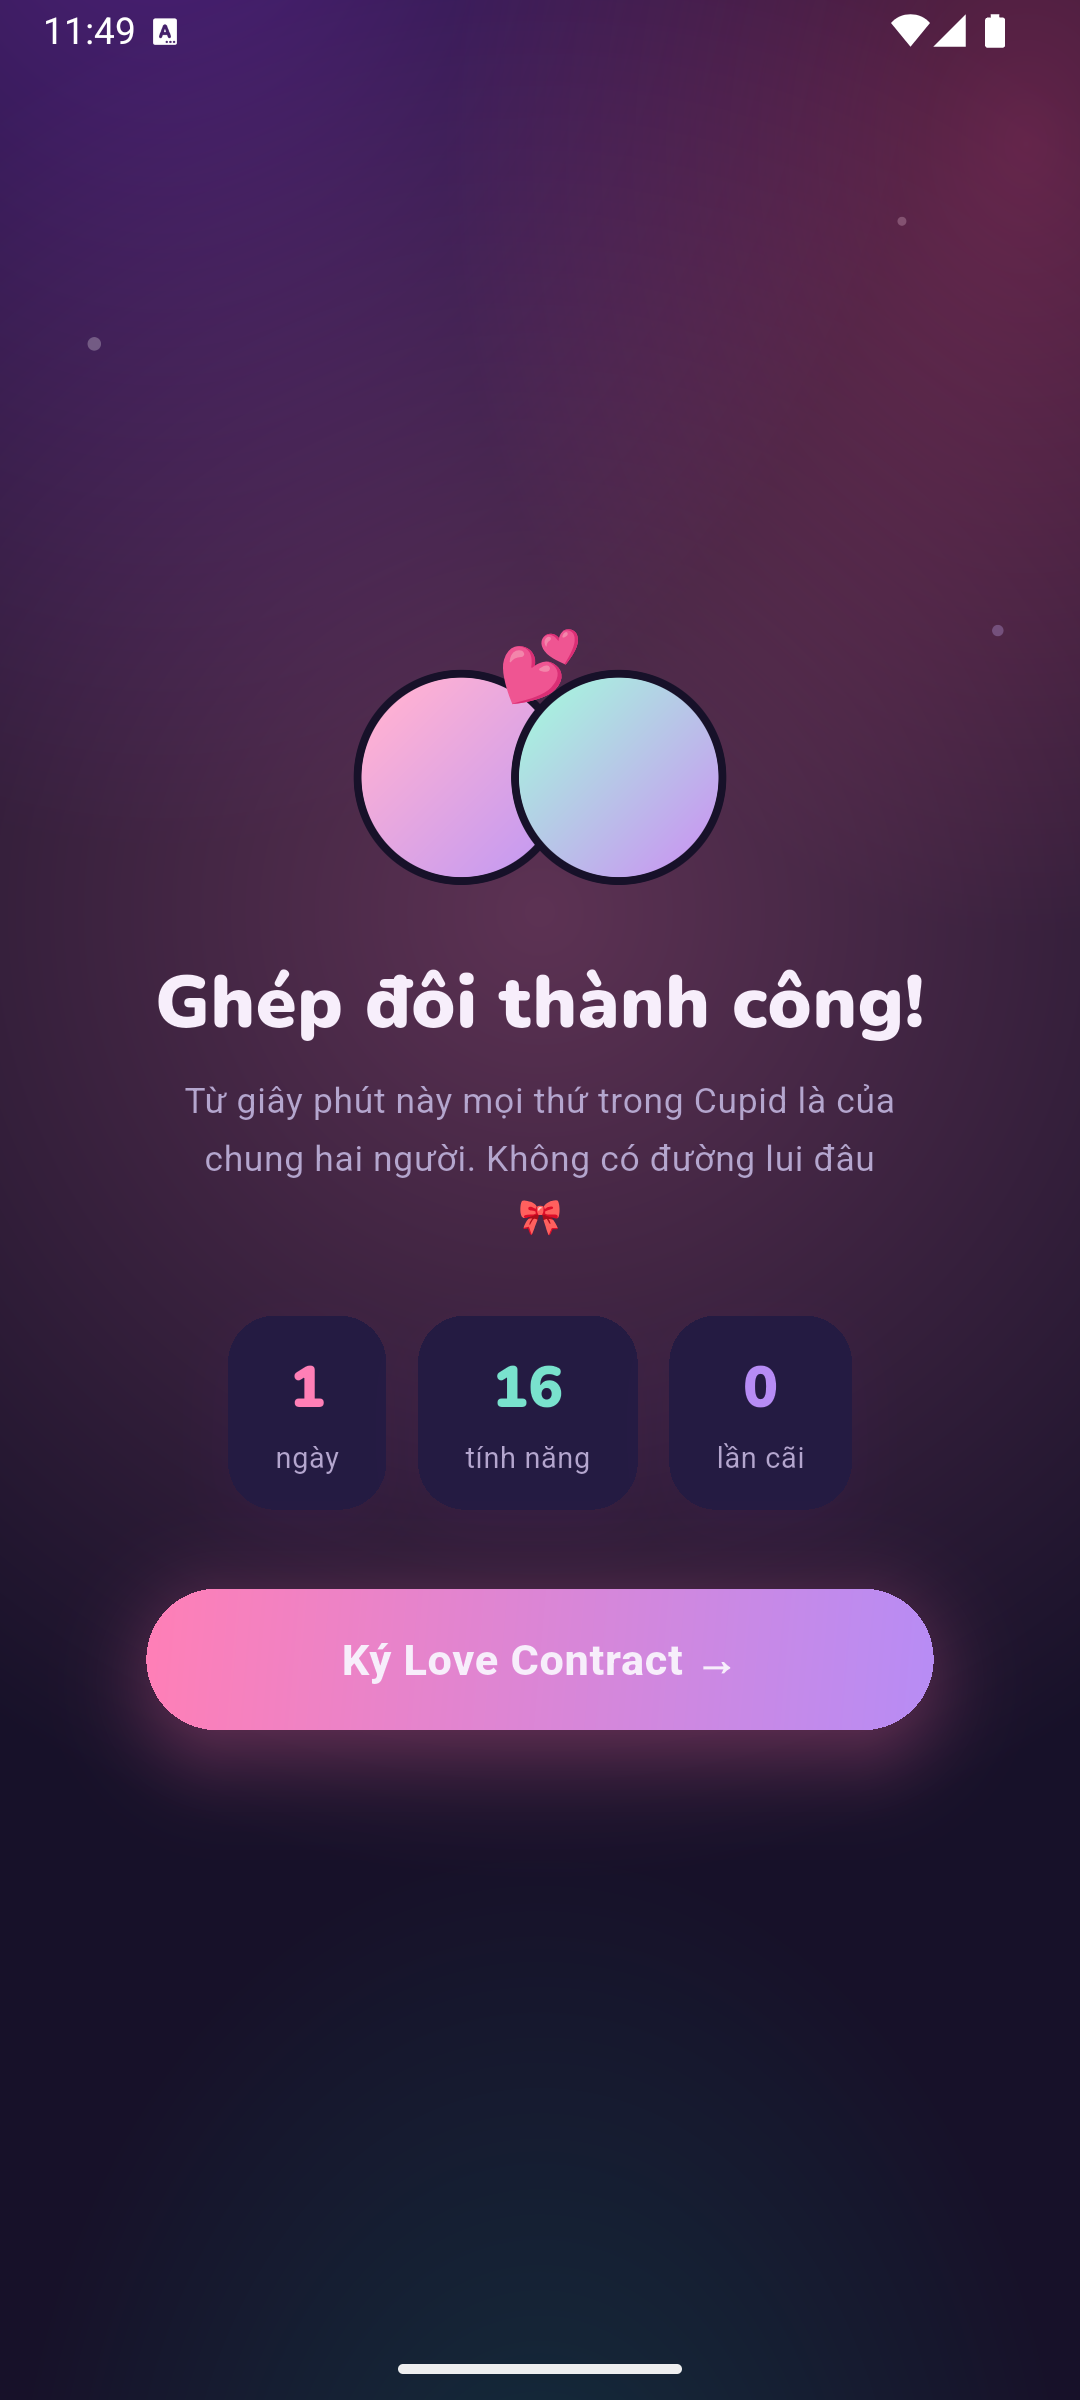 11:49
Ghép đôi thành công!
Từ giây phút này mọi thứ trong Cupid là của
chung hai người. Không có đường lui đâu
🎀
1
ngày
16
tính năng
0
lần cãi
Ký Love Contract →